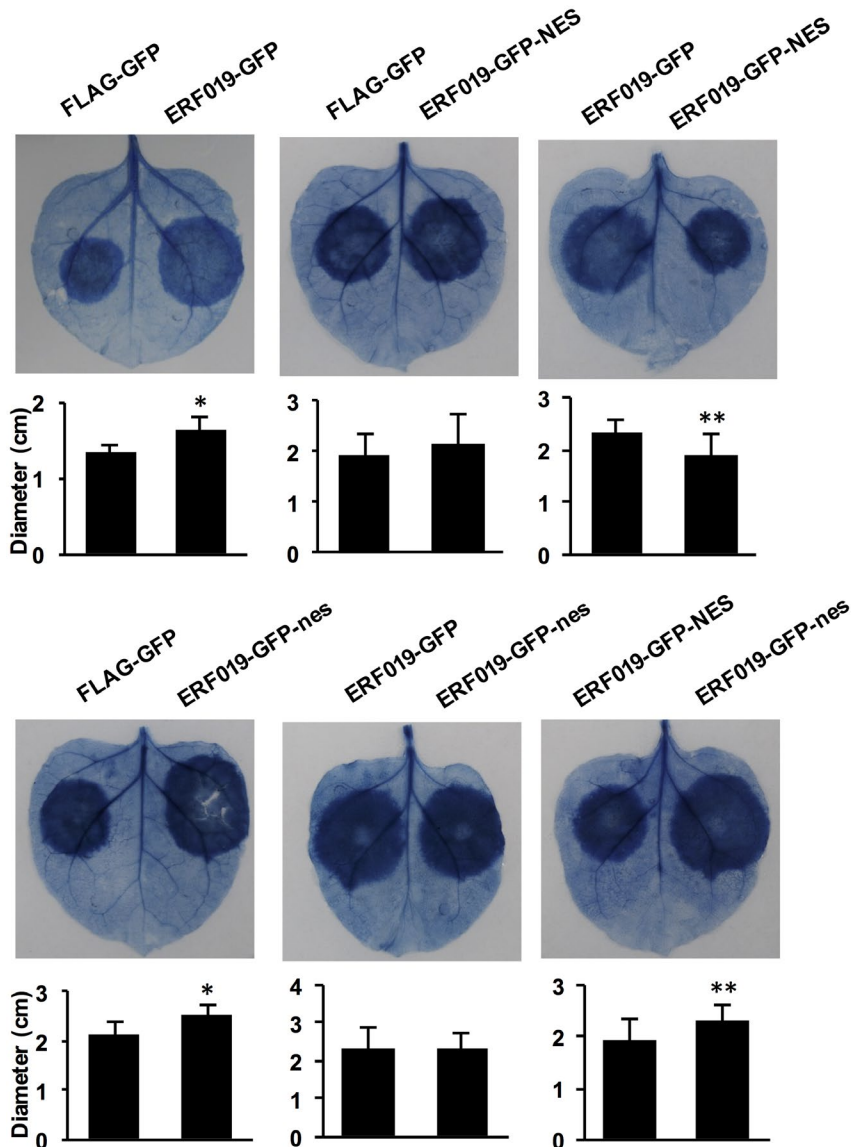 FLAG-GFP
ERF019-GFP
FLAG-GFP
ERF019-GFP-NES
ERF019-GFP
ERF019-GFP-NES
Diameter (cm)
2
1
0
*
3
2
1
0
3
2
1
0
**
FLAG-GFP
ERF019-GFP-nes
ERF019-GFP
ERF019-GFP-nes
ERF019-GFP-NES
ERF019-GFP-nes
Diameter (cm)
3
2
1
0
*
4
3
2
1
0
3
2
1
0
**